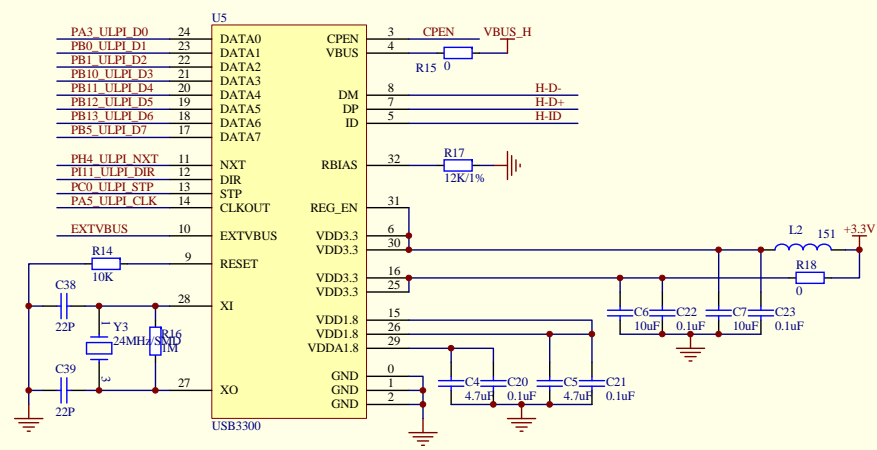 U5
PA3_ULPI_D0 24 DATA0 CPEN 3 CPEN VBUS_H
PB0_ULPI_D1 23 DATA1 VBUS 4
PB1_ULPI_D2 22 DATA2 R15 0
PB10_ULPI_D3 21 DATA3
PB11_ULPI_D4 20 DATA4 DM 8 H-D-
PB12_ULPI_D5 19 DATA5 DP 7 H-D+
PB13_ULPI_D6 18 DATA6 ID 5 H-ID
PB5_ULPI_D7 17 DATA7
R17
PH4_ULPI_NXT 11 NXT RBIAS 32
PI11_ULPI_DIR 12 DIR 12K/1%
PC0_ULPI_STP 13 STP
PA5_ULPI_CLK 14 CLKOUT REG_EN 31
EXTVBUS 10 EXTVBUS VDD3.3 6 L2 151 +3.3V
VDD3.3 30
R14
9 RESET R18
10K VDD3.3 16
VDD3.3 25 0
C38
28 XI
22P
C6 C22 C7 C23
10uF 0.1uF 10uF 0.1uF
1 Y3 R16 VDD1.8 15
24MHz/SMD 1M VDD1.8 26
VDDA1.8 29
C39 3
22P
27 XO
GND 0
GND 1
GND 2
C4 C20 C5 C21
4.7uF 0.1uF 4.7uF 0.1uF
USB3300